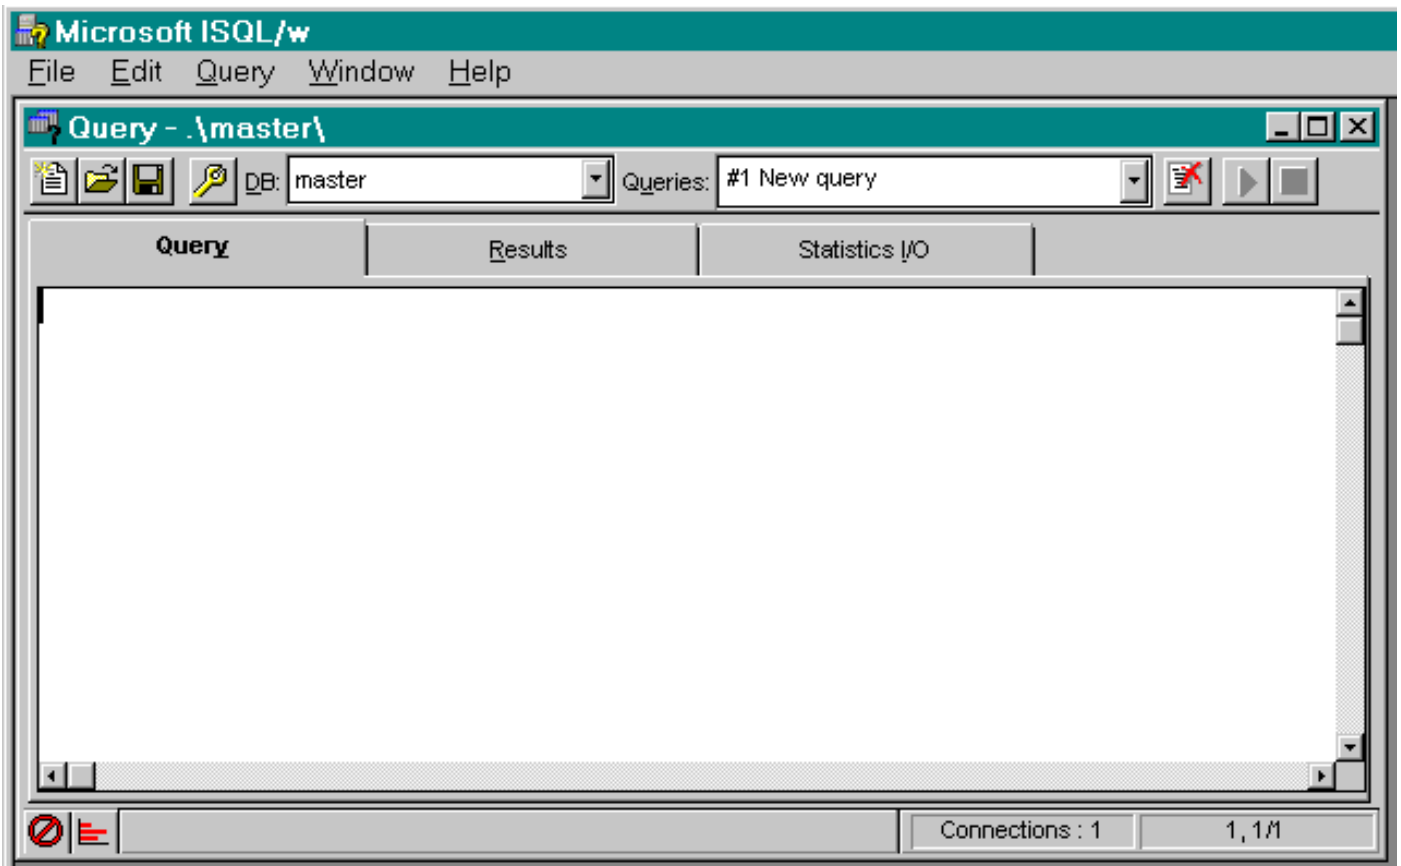 Microsoft ISQL/w
File Edit Query Window Help
Query - .\master\
DB: master Queries: #1 New query
Query Results Statistics I/O
Connections : 1 1, 1/1